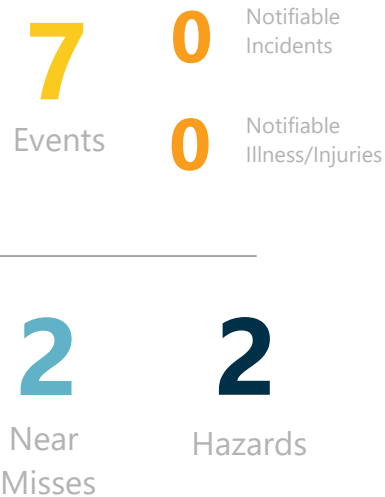 7
Events
0
Notifiable
Incidents
0
Notifiable
Illness/Injuries
2
Near
Misses
2
Hazards